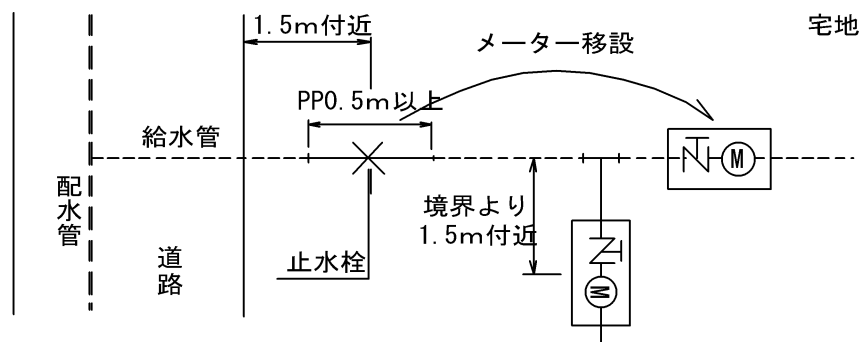 1.5m付近
宅地
メーター移設
PP0.5m以上
給水管
M
配水管
境界より
1.5m付近
道路
止水栓
M